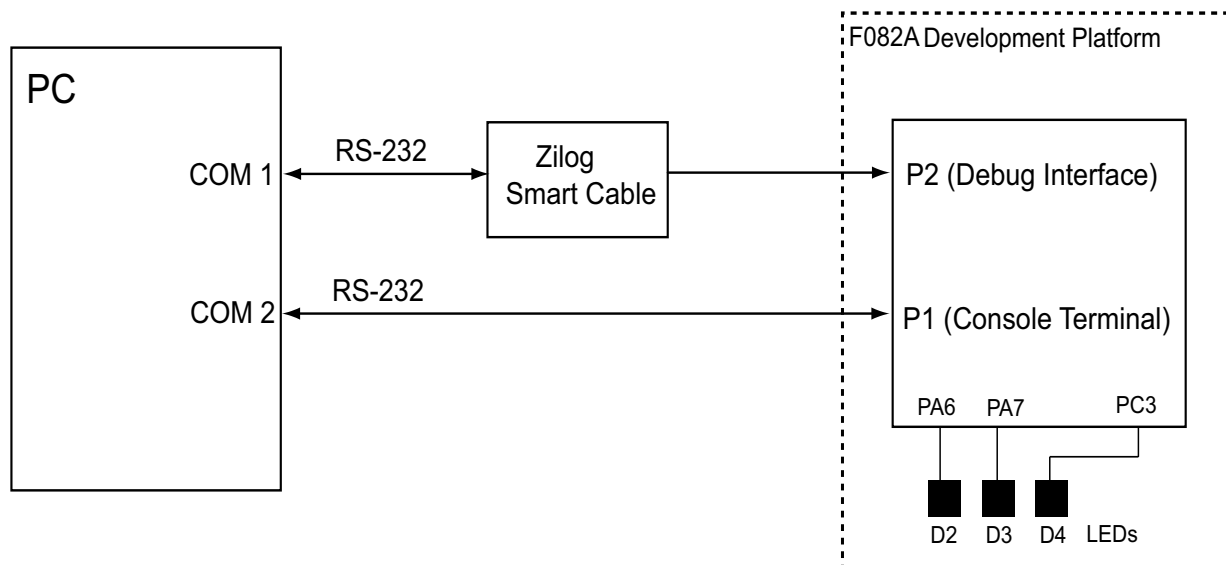 F082A Development Platform
PC
COM 1
RS-232
Zilog
Smart Cable
P2 (Debug Interface)
COM 2
RS-232
P1 (Console Terminal)
PA6 PA7 PC3
D2 D3 D4 LEDs